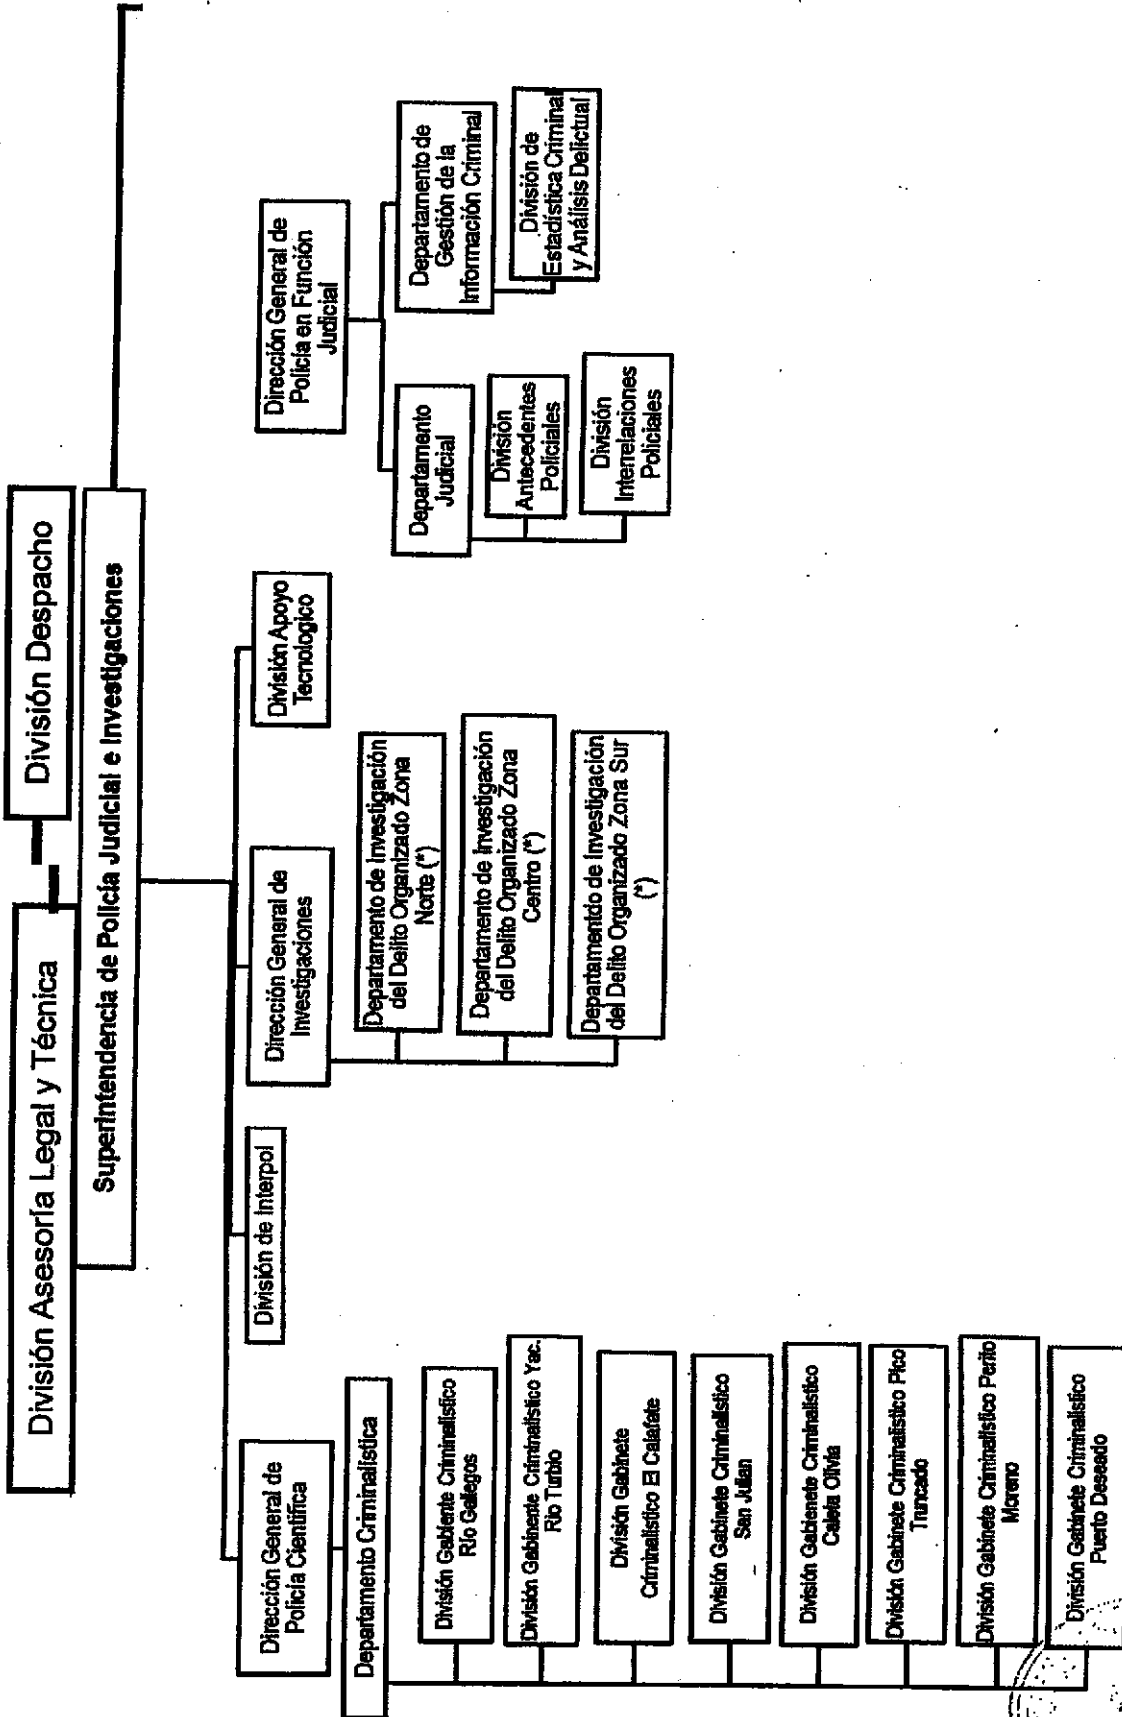 División Asesoría Legal y Técnica
División Despacho
Superintendencia de Policía Judicial e Investigaciones
Dirección General de
Policía Científica
Departamento Criminalística
División Gabiente Criminalístico
Río Gallegos
División Gabinente Criminalístico Yac.
Río Turbio
División Gabinete
Criminalístico El Calafate
División Gabinete Criminalístico
San Julian
División Gabienete Criminalístico
Caleta Olivia
División Gabinete Criminalístico Pico
Truncado
División Gabinete Criminalístico Perito
Moreno
División Gabinete Criminalístico
Puerto Deseado
División de Interpol
Dirección General de
Investigaciones
Departamento de Investigación
del Delito Organizado Zona
Norte (*)
Departamento de Investigación
del Delito Organizado Zona
Centro (*)
Departamentdo de Investigación
del Delito Organizado Zona Sur
(*)
División Apoyo
Tecnologico
Dirección General de
Policía en Función
Judicial
Departamento
Judicial
División
Antecedentes
Policiales
División
Interrelaciones
Policiales
Departamento de
Gestión de la
Información Criminal
División de
Estadística Criminal
y Análisis Delictual